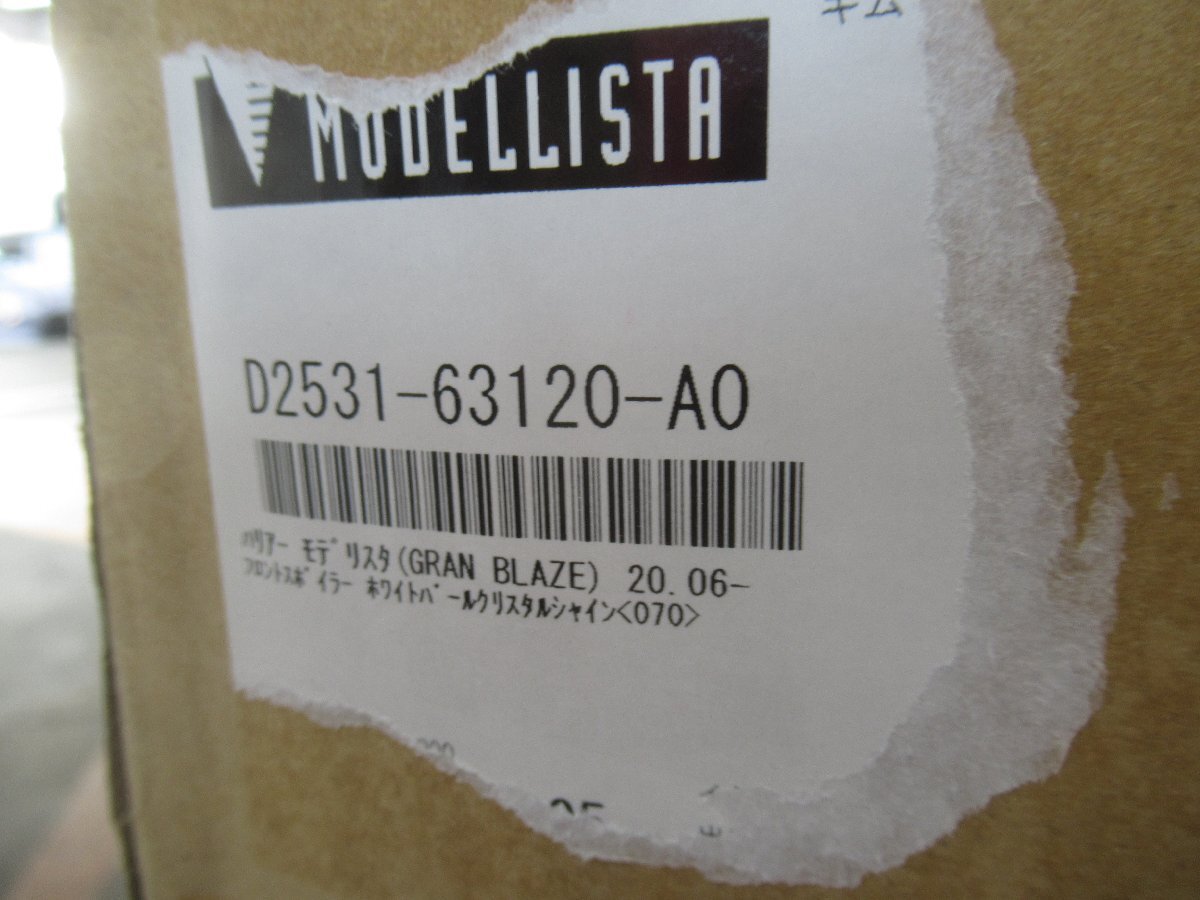 MODELLISTA
D2531-63120-A0
ﾊﾘｱｰ ﾓﾃﾞﾘｽﾀ(GRAN BLAZE) 20.06-
ﾌﾛﾝﾄｽﾎﾟｲﾗｰ ﾎﾜｲﾄﾊﾟｰﾙｸﾘｽﾀﾙｼｬｲﾝ<070>